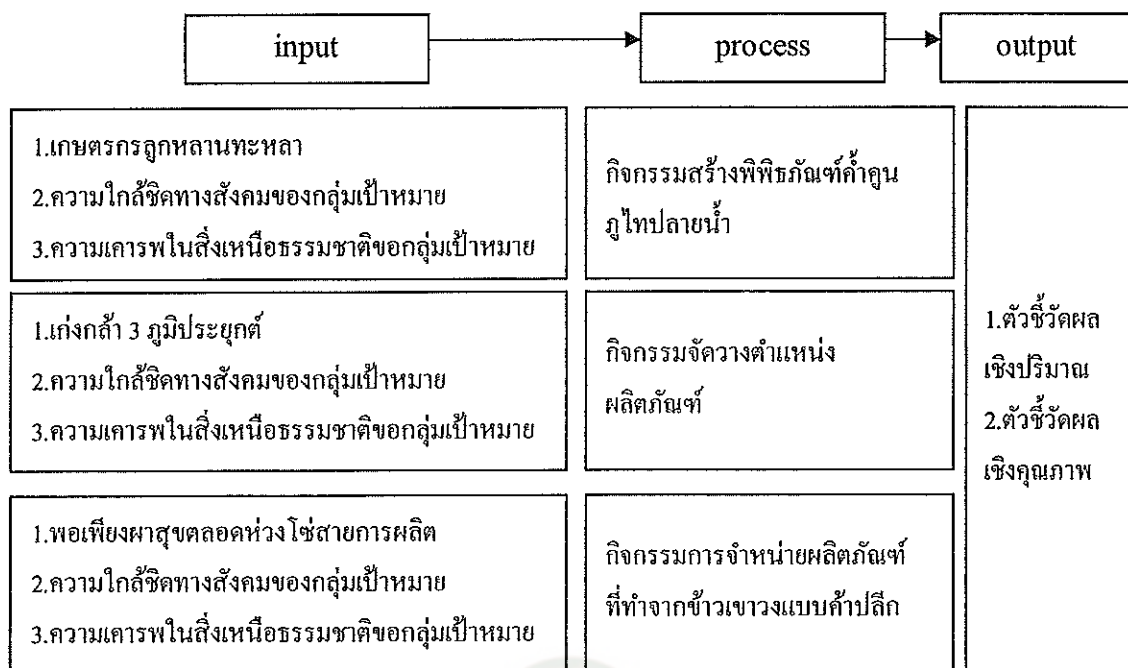 input
process
output
1.เกษตรกรลูกหลานทะหลา
2.ความใกล้ชิดทางสังคมของกลุ่มเป้าหมาย
3.ความเคารพในสิ่งเหนือธรรมชาติขอกลุ่มเป้าหมาย
กิจกรรมสร้างพิพิธภัณฑ์ค้ำคูน
ภูไทปลายน้ำ
1.เก่งกล้า 3 ภูมิประยุกต์
2.ความใกล้ชิดทางสังคมของกลุ่มเป้าหมาย
3.ความเคารพในสิ่งเหนือธรรมชาติขอกลุ่มเป้าหมาย
กิจกรรมจัดวางตำแหน่ง
ผลิตภัณฑ์
1.พอเพียงผาสุขตลอดห่วงโซ่สายการผลิต
2.ความใกล้ชิดทางสังคมของกลุ่มเป้าหมาย
3.ความเคารพในสิ่งเหนือธรรมชาติขอกลุ่มเป้าหมาย
กิจกรรมการจำหน่ายผลิตภัณฑ์
ที่ทำจากข้าวเขาวงแบบค้าปลีก
1.ตัวชี้วัดผล
เชิงปริมาณ
2.ตัวชี้วัดผล
เชิงคุณภาพ